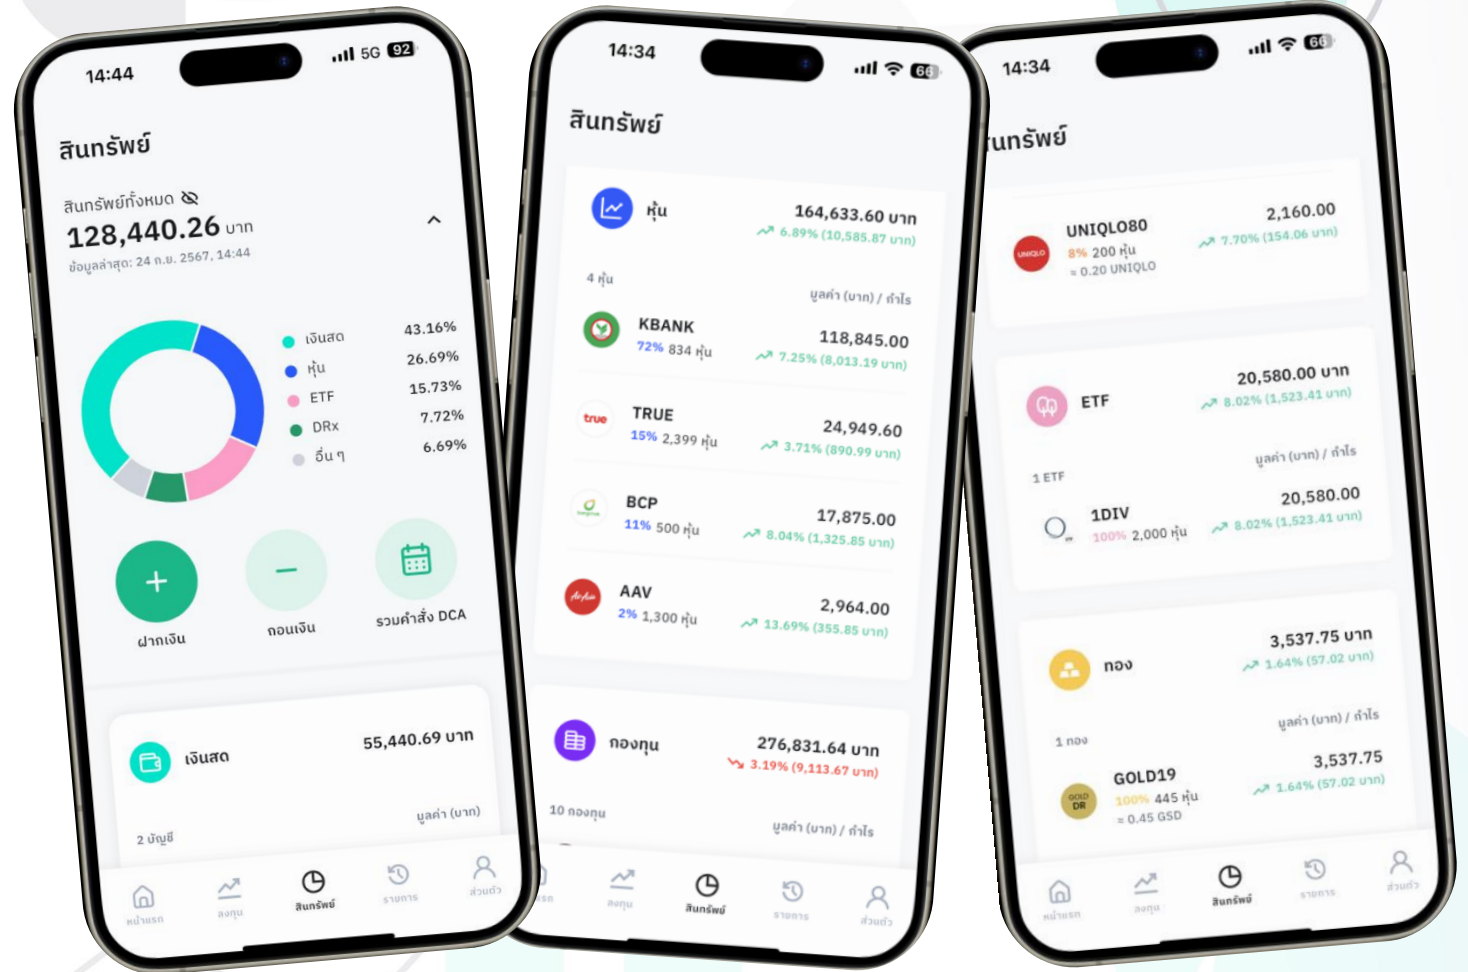 14:44
5G 92
สินทรัพย์
สินทรัพย์ทั้งหมด
128,440.26 บาท
ข้อมูลล่าสุด: 24 ก.ย. 2567, 14:44
เงินสด 43.16%
หุ้น 26.69%
ETF 15.73%
DRx 7.72%
อื่น ๆ 6.69%
ฝากเงิน ถอนเงิน รวมคำสั่ง DCA
เงินสด 55,440.69 บาท
2 บัญชี มูลค่า (บาท)
หน้าแรก ลงทุน สินทรัพย์ รายการ ส่วนตัว
14:34
66
สินทรัพย์
หุ้น 164,633.60 บาท
6.89% (10,585.87 บาท)
4 หุ้น มูลค่า (บาท) / กำไร
KBANK 118,845.00
72% 834 หุ้น 7.25% (8,013.19 บาท)
true TRUE 24,949.60
15% 2,399 หุ้น 3.71% (890.99 บาท)
BCP 17,875.00
11% 500 หุ้น 8.04% (1,325.85 บาท)
AirAsia AAV 2,964.00
2% 1,300 หุ้น 13.69% (355.85 บาท)
กองทุน 276,831.64 บาท
3.19% (9,113.67 บาท)
10 กองทุน มูลค่า (บาท) / กำไร
ลงทุน สินทรัพย์ รายการ ส่วนตัว
14:34
66
สินทรัพย์
UNIQLO UNIQLO80 2,160.00
8% 200 หุ้น 7.70% (154.06 บาท)
≈ 0.20 UNIQLO
ETF 20,580.00 บาท
8.02% (1,523.41 บาท)
1 ETF มูลค่า (บาท) / กำไร
1DIV 20,580.00
100% 2,000 หุ้น 8.02% (1,523.41 บาท)
ทอง 3,537.75 บาท
1.64% (57.02 บาท)
1 ทอง มูลค่า (บาท) / กำไร
GOLD DR GOLD19 3,537.75
100% 445 หุ้น 1.64% (57.02 บาท)
≈ 0.45 GSD
หน้าแรก ลงทุน สินทรัพย์ รายการ ส่วนตัว